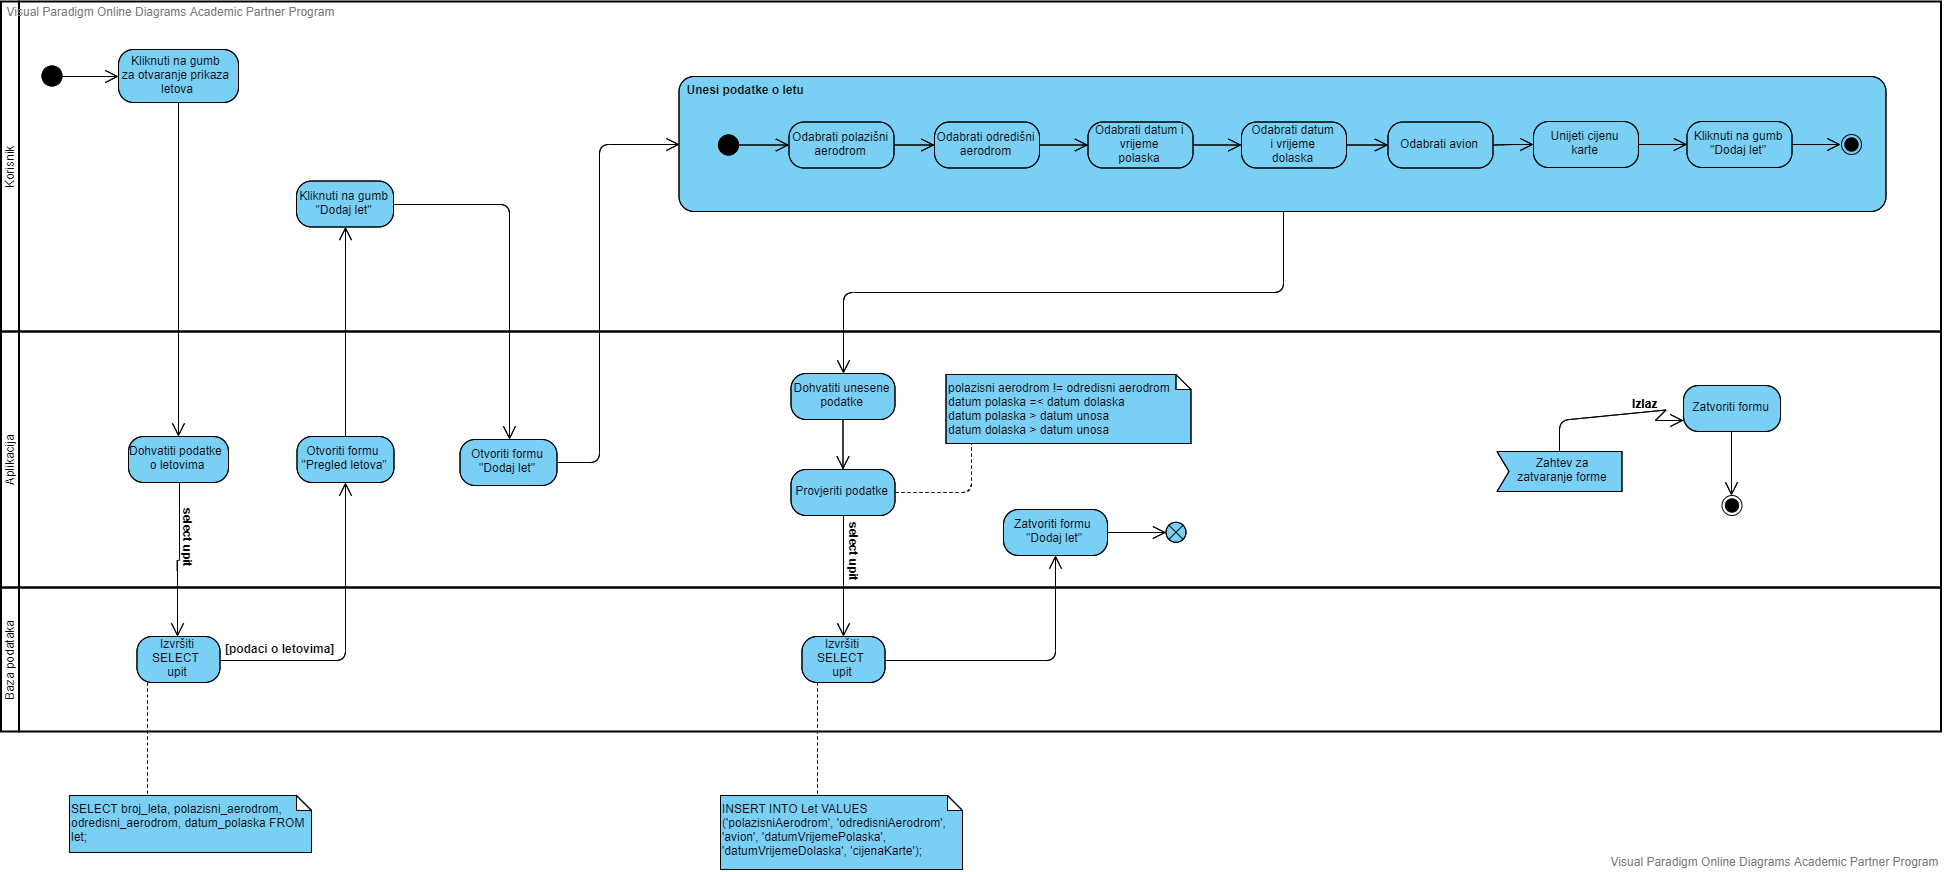 Visual Paradigm Online Diagrams Academic Partner Program
Korisnik
Kliknuti na gumb
za otvaranje prikaza
letova
Kliknuti na gumb
"Dodaj let"
Unesi podatke o letu
Odabrati polazišni
aerodrom
Odabrati odredišni
aerodrom
Odabrati datum i
vrijeme
polaska
Odabrati datum
i vrijeme
dolaska
Odabrati avion
Unijeti cijenu
karte
Kliknuti na gumb
"Dodaj let"
Aplikacija
Dohvatiti podatke
o letovima
select upit
Otvoriti formu
"Pregled letova"
Otvoriti formu
"Dodaj let"
Dohvatiti unesene
podatke
polazisni aerodrom != odredisni aerodrom
datum polaska =< datum dolaska
datum polaska > datum unosa
datum dolaska > datum unosa
Provjeriti podatke
select upit
Zatvoriti formu
"Dodaj let"
Zahtev za
zatvaranje forme
Izlaz
Zatvoriti formu
Baza podataka
Izvršiti
SELECT
upit
[podaci o letovima]
Izvršiti
SELECT
upit
SELECT broj_leta, polazisni_aerodrom,
odredisni_aerodrom, datum_polaska FROM
let;
INSERT INTO Let VALUES
('polazisniAerodrom', 'odredisniAerodrom',
'avion', 'datumVrijemePolaska',
'datumVrijemeDolaska', 'cijenaKarte');
Visual Paradigm Online Diagrams Academic Partner Program